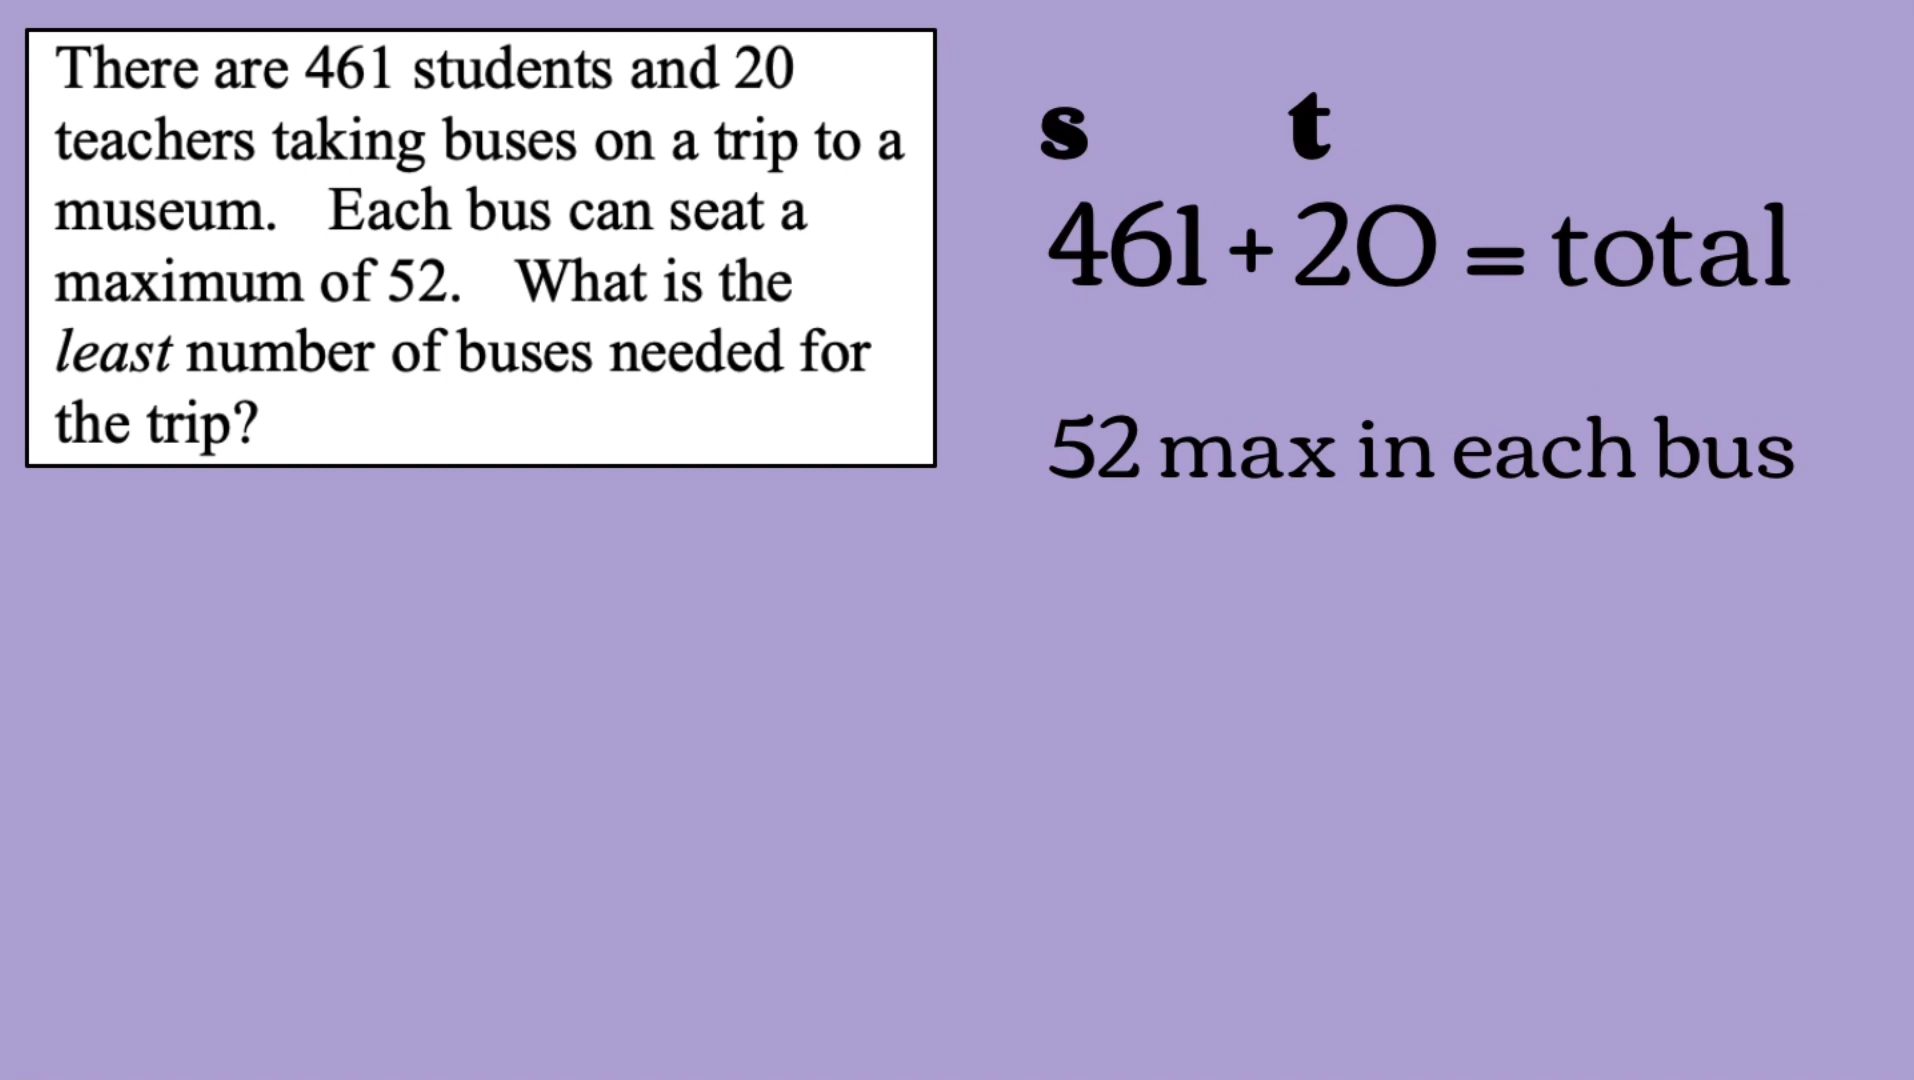 There are 461 students and 20
teachers taking buses on a trip to a
museum. Each bus can seat a
maximum of 52. What is the
least number of buses needed for
the trip?
s t
461 + 20 = total
52 max in each bus